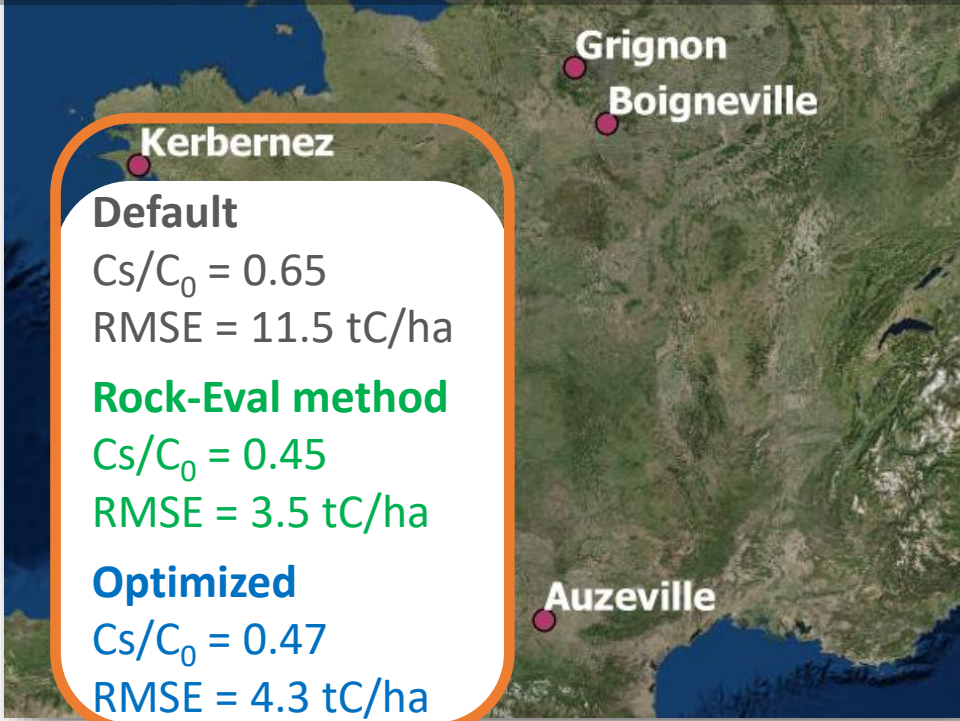 Grignon
Boigneville
Kerbernez
Default
Cs/C₀ = 0.65
RMSE = 11.5 tC/ha
Rock-Eval method
Cs/C₀ = 0.45
RMSE = 3.5 tC/ha
Optimized
Cs/C₀ = 0.47
RMSE = 4.3 tC/ha
Auzeville